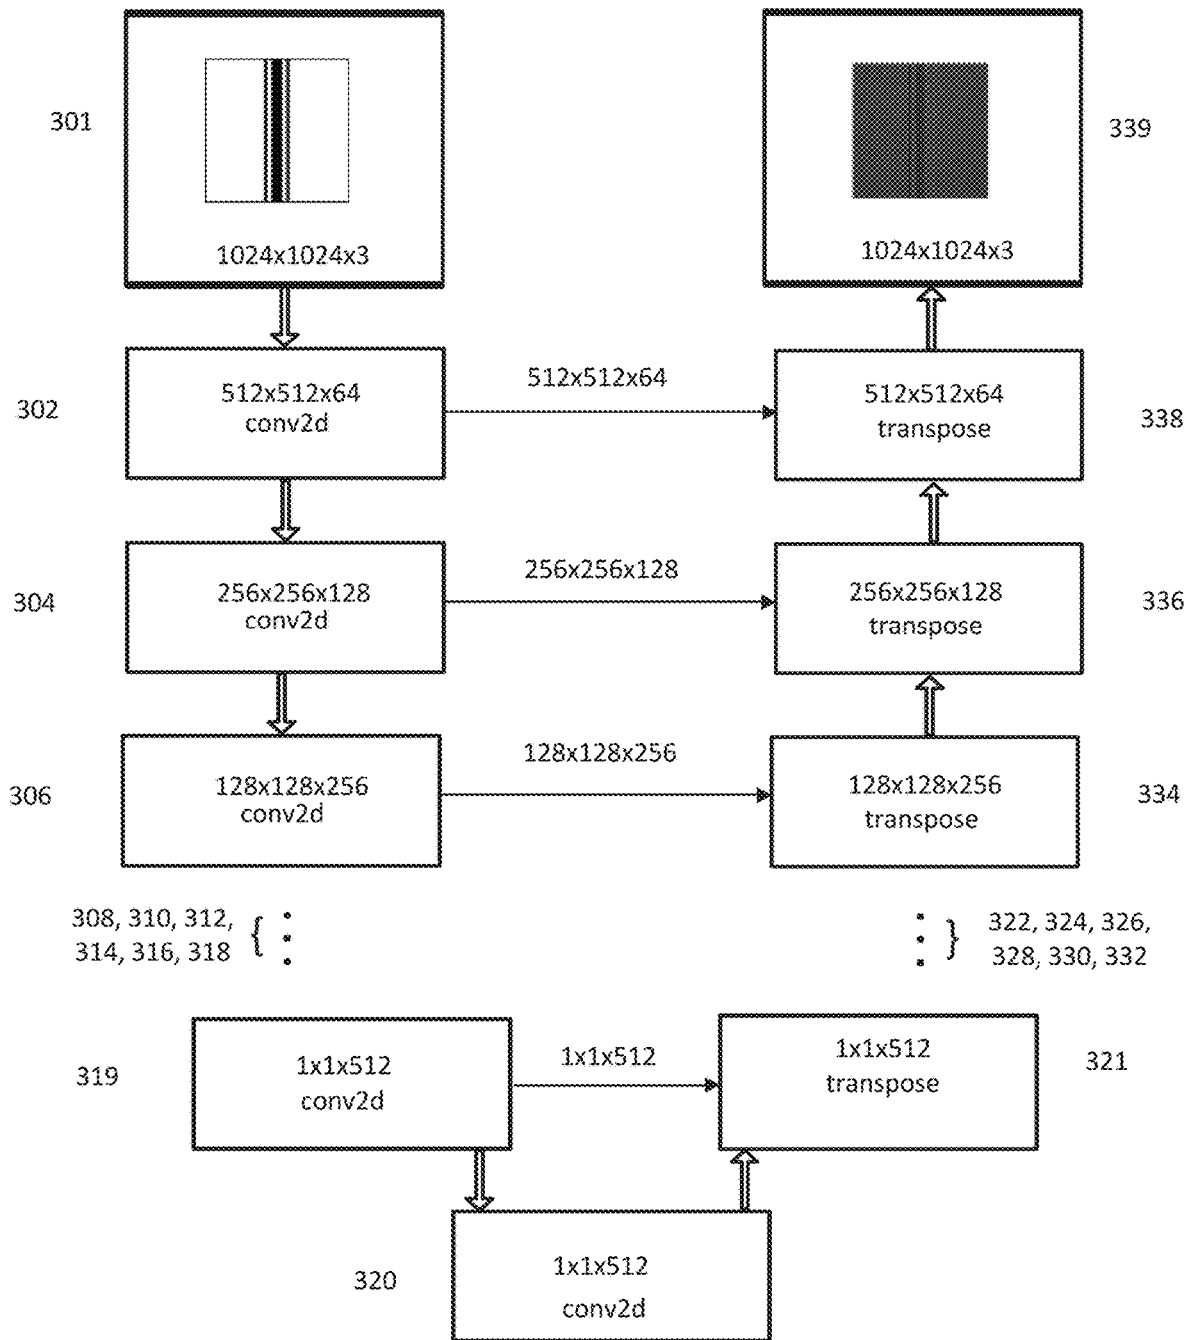 301
1024x1024x3
1024x1024x3
339
302
512x512x64
conv2d
512x512x64
512x512x64
transpose
338
304
256x256x128
conv2d
256x256x128
256x256x128
transpose
336
306
128x128x256
conv2d
128x128x256
128x128x256
transpose
334
308, 310, 312,
314, 316, 318
322, 324, 326,
328, 330, 332
319
1x1x512
conv2d
1x1x512
1x1x512
transpose
321
320
1x1x512
conv2d